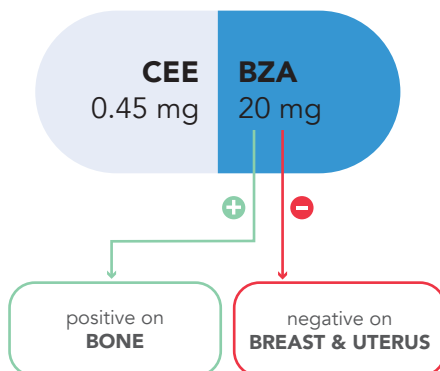 CEE BZA
0.45 mg 20 mg
+ −
positive on
BONE
negative on
BREAST & UTERUS